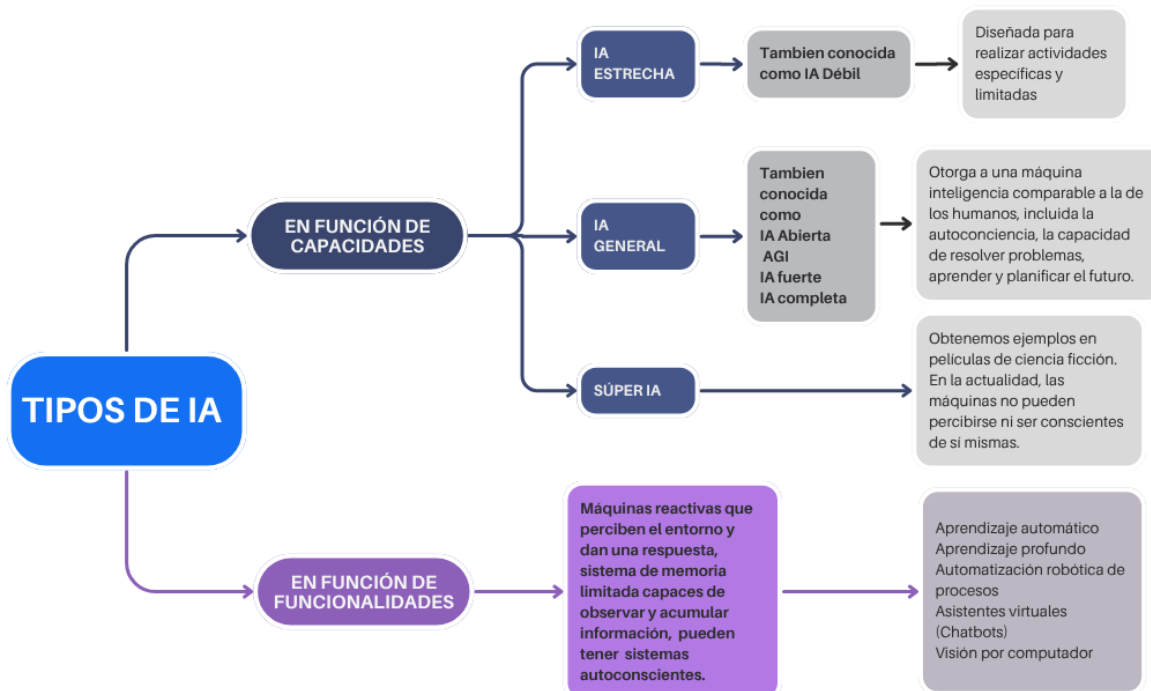 TIPOS DE IA
EN FUNCIÓN DE
CAPACIDADES
IA
ESTRECHA
Tambien conocida
como IA Débil
Diseñada para
realizar actividades
específicas y
limitadas
IA
GENERAL
Tambien
conocida
como
IA Abierta
AGI
IA fuerte
IA completa
Otorga a una máquina
inteligencia comparable a la de
los humanos, incluida la
autoconciencia, la capacidad
de resolver problemas,
aprender y planificar el futuro.
SÚPER IA
Obtenemos ejemplos en
películas de ciencia ficción.
En la actualidad, las
máquinas no pueden
percibirse ni ser conscientes
de sí mismas.
EN FUNCIÓN DE
FUNCIONALIDADES
Máquinas reactivas que
perciben el entorno y
dan una respuesta,
sistema de memoria
limitada capaces de
observar y acumular
información, pueden
tener sistemas
autoconscientes.
Aprendizaje automático
Aprendizaje profundo
Automatización robótica de
procesos
Asistentes virtuales
(Chatbots)
Visión por computador